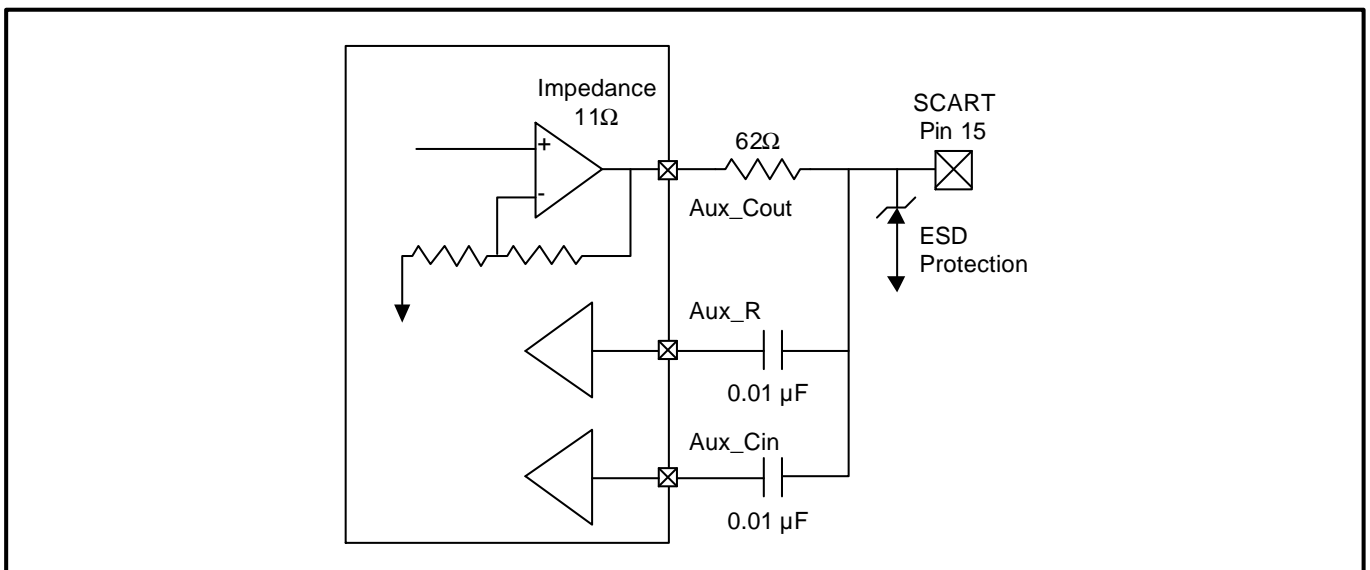 Impedance
11Ω
+
-
62Ω
SCART
Pin 15
Aux_Cout
ESD
Protection
Aux_R
0.01 µF
Aux_Cin
0.01 µF